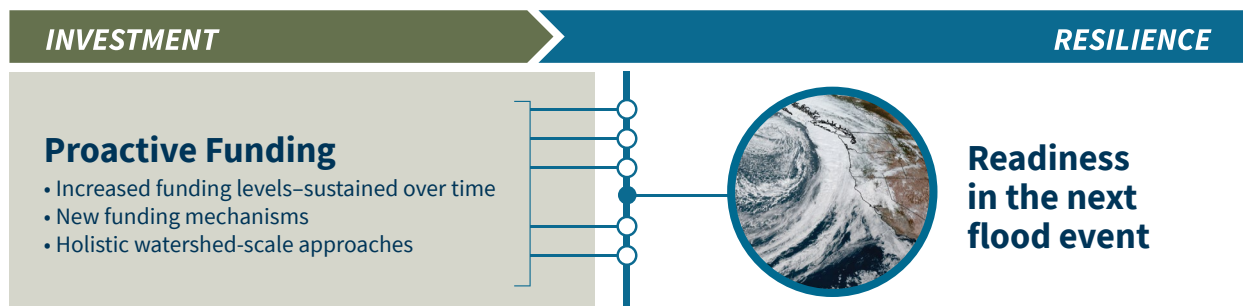 INVESTMENT
RESILIENCE
Proactive Funding
• Increased funding levels–sustained over time
• New funding mechanisms
• Holistic watershed-scale approaches
Readiness
in the next
flood event